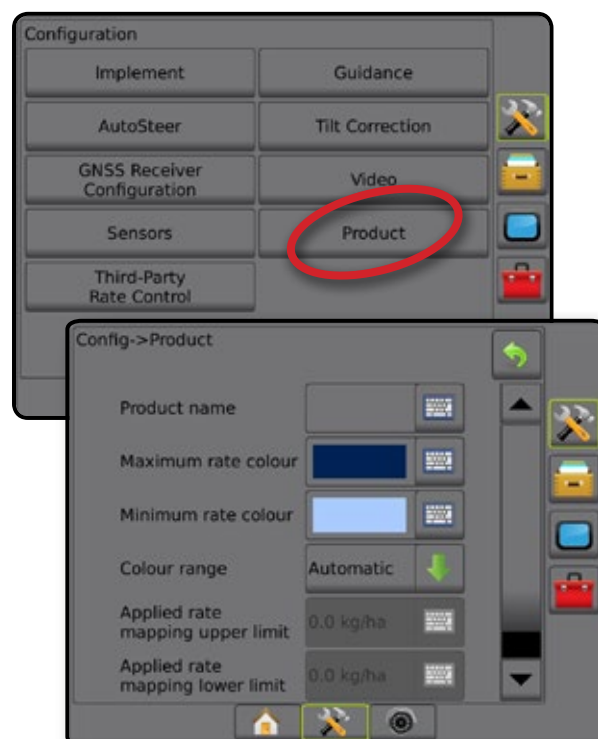 Configuration
Implement
Guidance
AutoSteer
Tilt Correction
GNSS Receiver
Configuration
Video
Sensors
Product
Third-Party
Rate Control
Config->Product
Product name
Maximum rate colour
Minimum rate colour
Colour range
Automatic
Applied rate
mapping upper limit
0.0 kg/ha
Applied rate
mapping lower limit
0.0 kg/ha